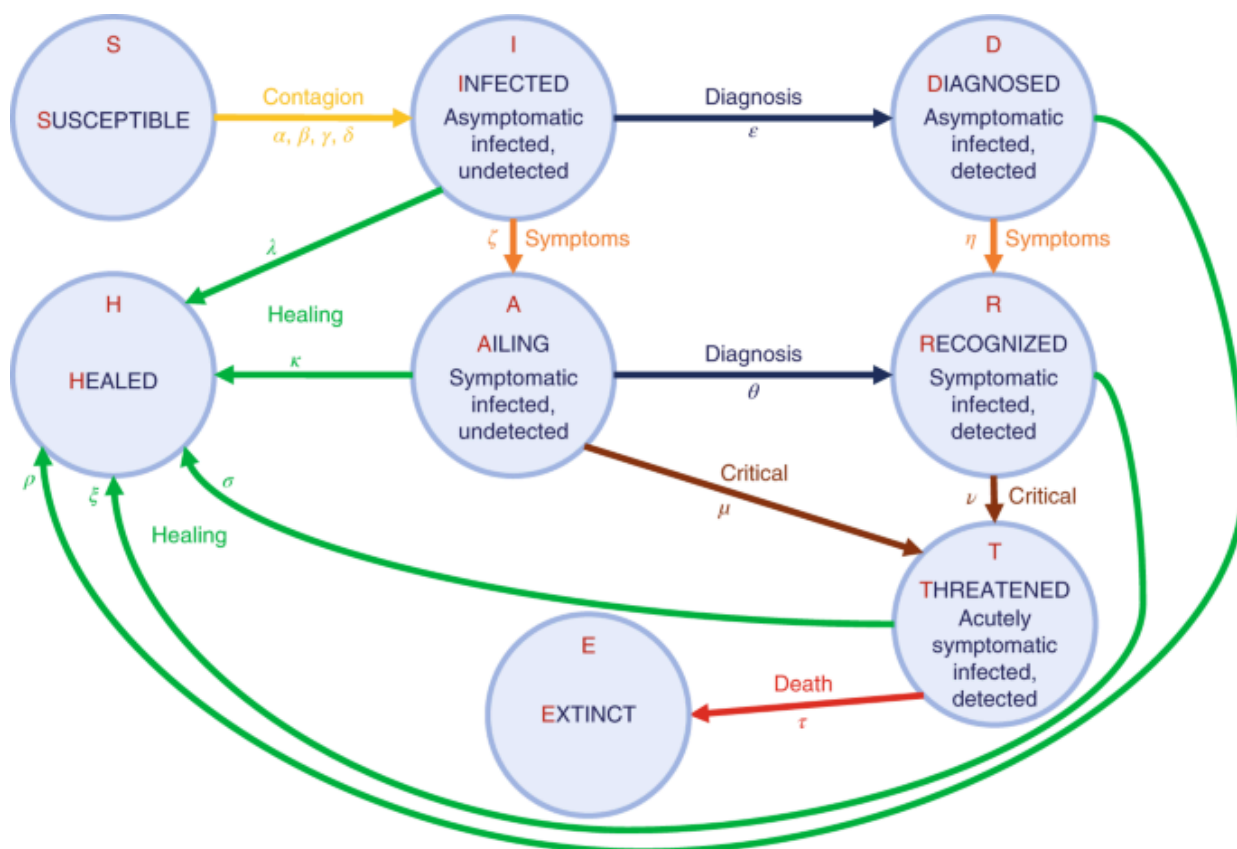 S
SUSCEPTIBLE
Contagion
α, β, γ, δ
I
INFECTED
Asymptomatic
infected,
undetected
Diagnosis
ε
D
DIAGNOSED
Asymptomatic
infected,
detected
λ
ζ Symptoms
η Symptoms
H
HEALED
Healing
κ
A
AILING
Symptomatic
infected,
undetected
Diagnosis
θ
R
RECOGNIZED
Symptomatic
infected,
detected
ρ
ξ
σ
Healing
Critical
μ
ν Critical
T
THREATENED
Acutely
symptomatic
infected,
detected
E
EXTINCT
Death
τ